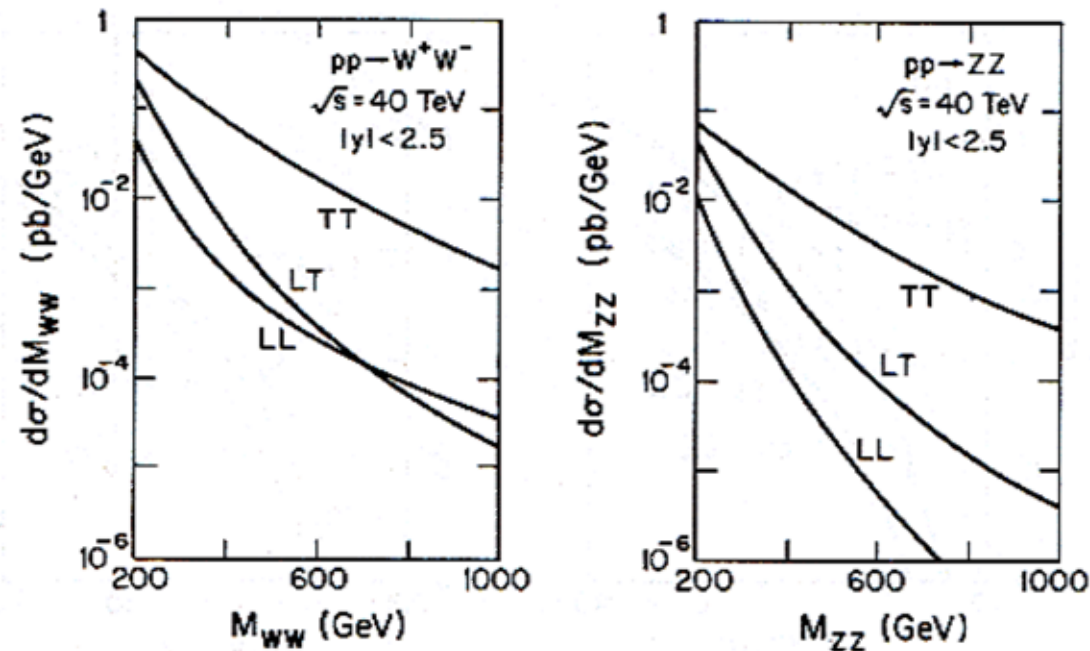 1
10⁻²
10⁻⁴
10⁻⁶
dσ/dM_WW (pb/GeV)
pp→W⁺W⁻
√s=40 TeV
|y|<2.5
TT
LT
LL
200
600
1000
M_WW (GeV)
1
10⁻²
10⁻⁴
10⁻⁶
dσ/dM_ZZ (pb/GeV)
pp→ZZ
√s=40 TeV
|y|<2.5
TT
LT
LL
200
600
1000
M_ZZ (GeV)